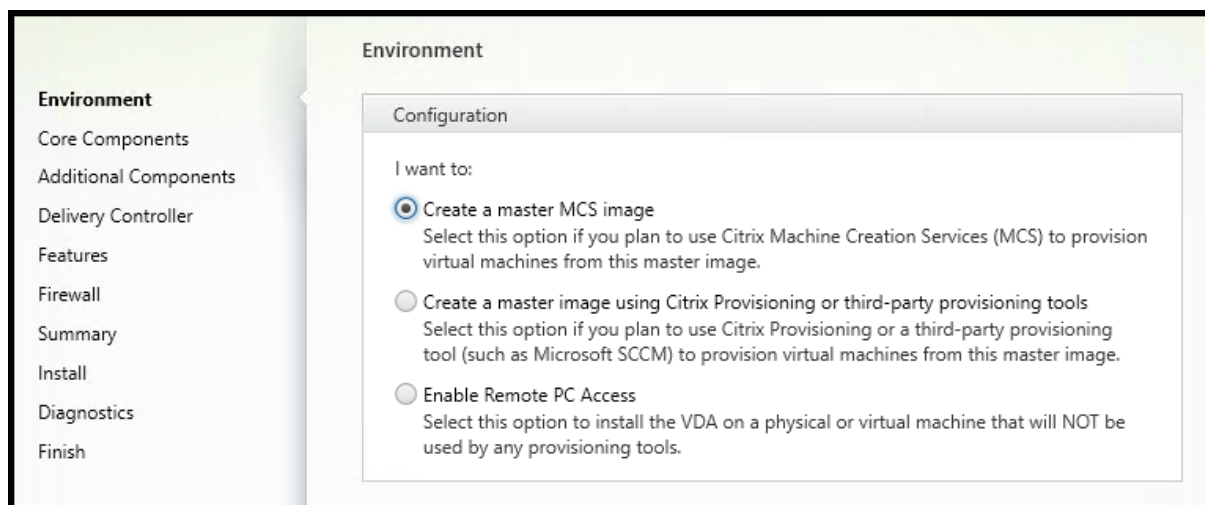 Environment
Core Components
Additional Components
Delivery Controller
Features
Firewall
Summary
Install
Diagnostics
Finish
Environment
Configuration
I want to:
Create a master MCS image
Select this option if you plan to use Citrix Machine Creation Services (MCS) to provision
virtual machines from this master image.
Create a master image using Citrix Provisioning or third-party provisioning tools
Select this option if you plan to use Citrix Provisioning or a third-party provisioning
tool (such as Microsoft SCCM) to provision virtual machines from this master image.
Enable Remote PC Access
Select this option to install the VDA on a physical or virtual machine that will NOT be
used by any provisioning tools.